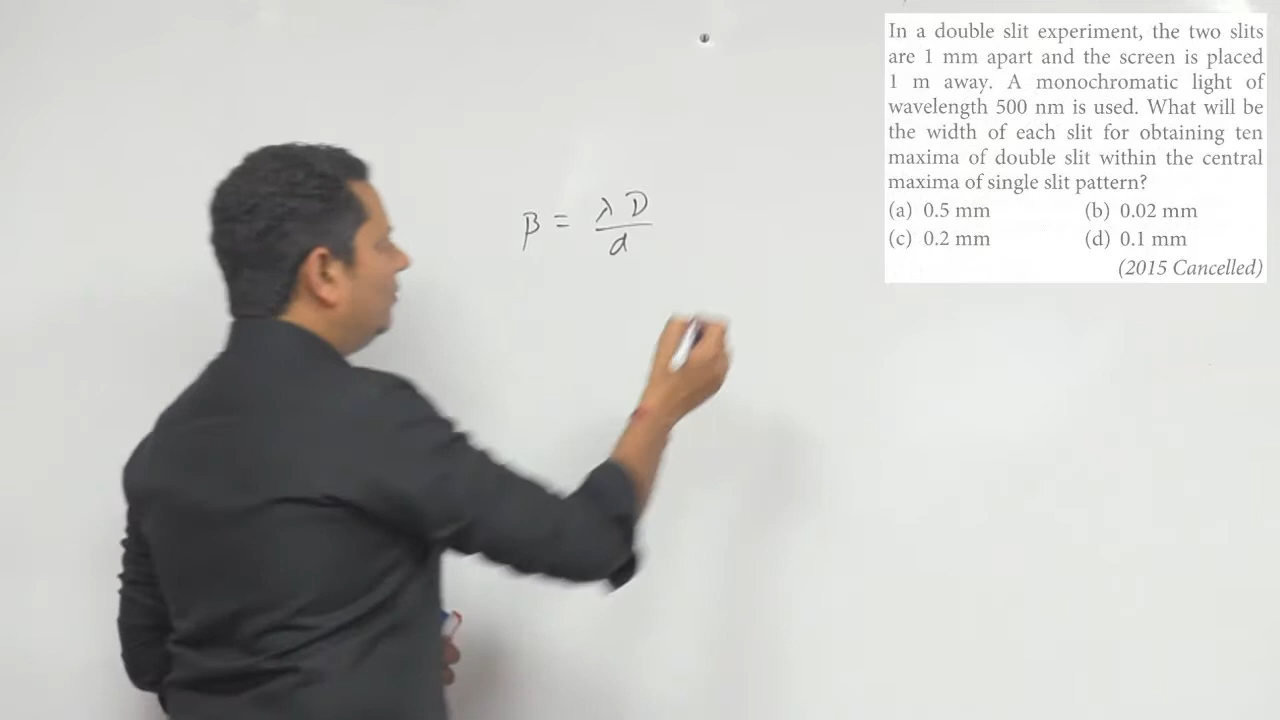 In a double slit experiment, the two slits
are 1 mm apart and the screen is placed
1 m away. A monochromatic light of
wavelength 500 nm is used. What will be
the width of each slit for obtaining ten
maxima of double slit within the central
maxima of single slit pattern?
(a) 0.5 mm (b) 0.02 mm
(c) 0.2 mm (d) 0.1 mm
(2015 Cancelled)
β = λ D / d